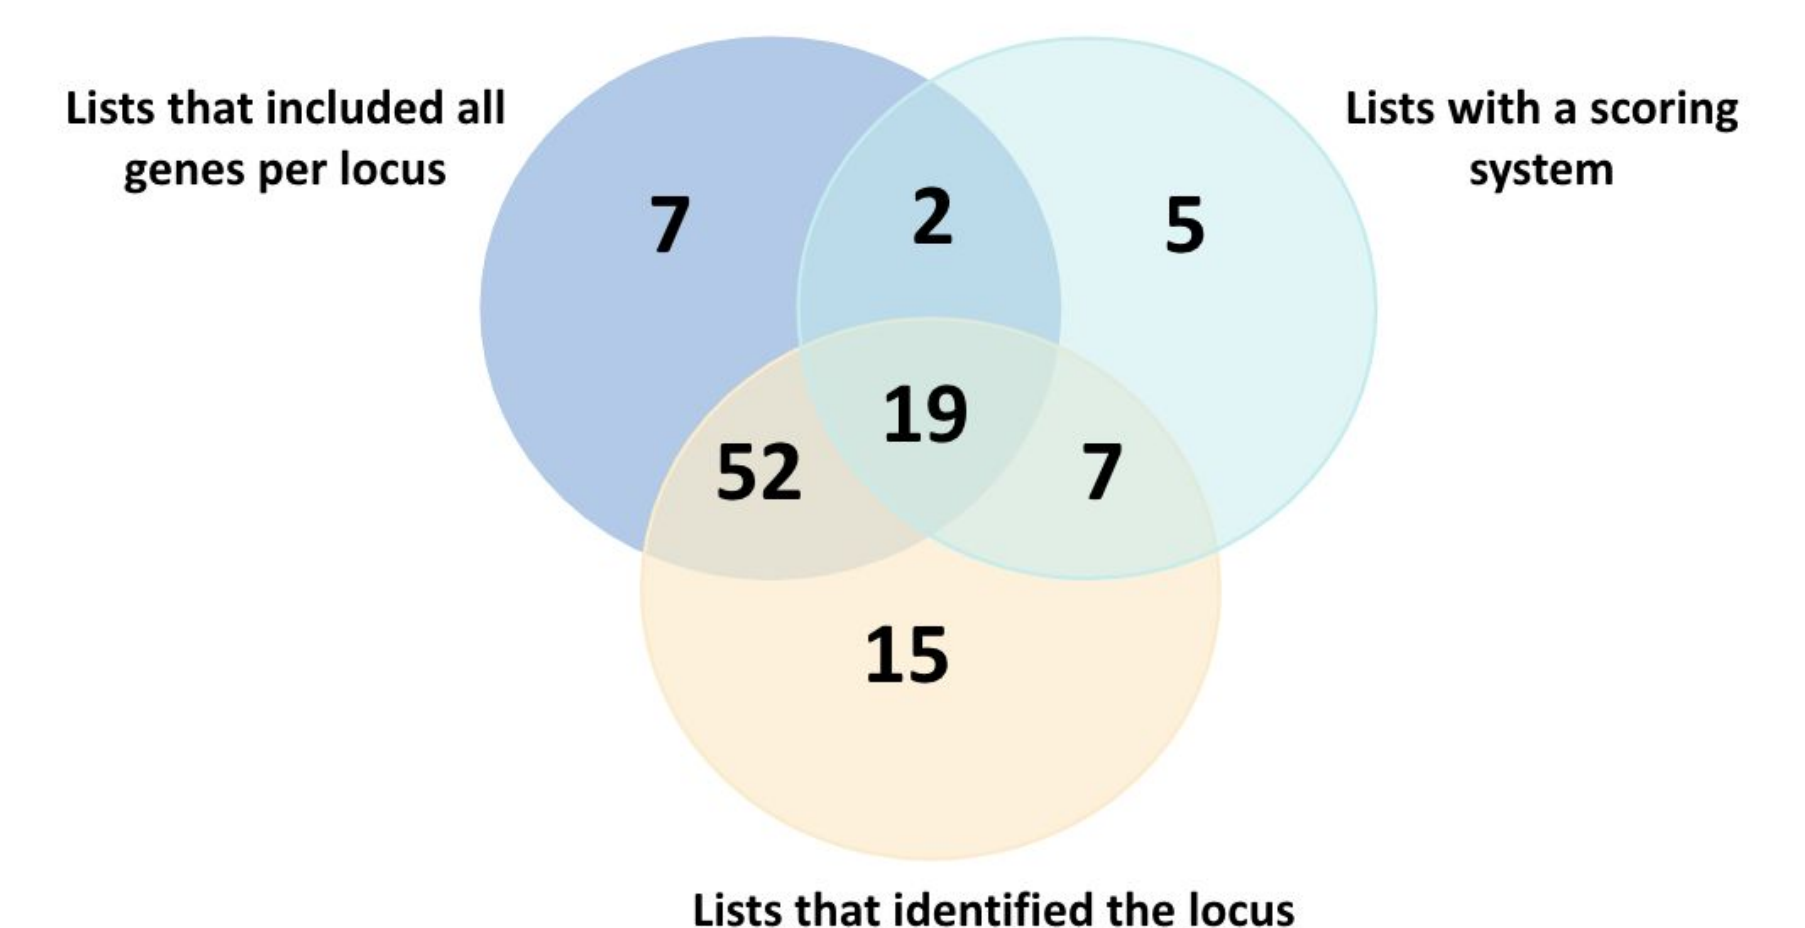 Lists that included all
genes per locus
Lists with a scoring
system
7
2
5
19
52
7
15
Lists that identified the locus